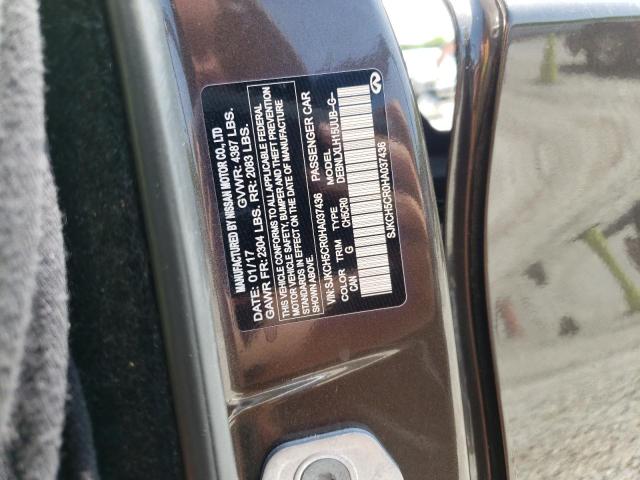 MANUFACTURED BY NISSAN MOTOR CO., LTD
GVWR: 4387 LBS.
DATE: 01/17
GAWR FR: 2304 LBS. RR: 2083 LBS.
THIS VEHICLE CONFORMS TO ALL APPLICABLE FEDERAL
MOTOR VEHICLE SAFETY, BUMPER AND THEFT PREVENTION
STANDARDS IN EFFECT ON THE DATE OF MANUFACTURE
SHOWN ABOVE.
VIN: SJKCH5CR0HA037436 PASSENGER CAR
COLOR TRIM TYPE MODEL
CAN G CH5CR0 DEBNLXLH15UJB-G-
SJKCH5CR0HA037436